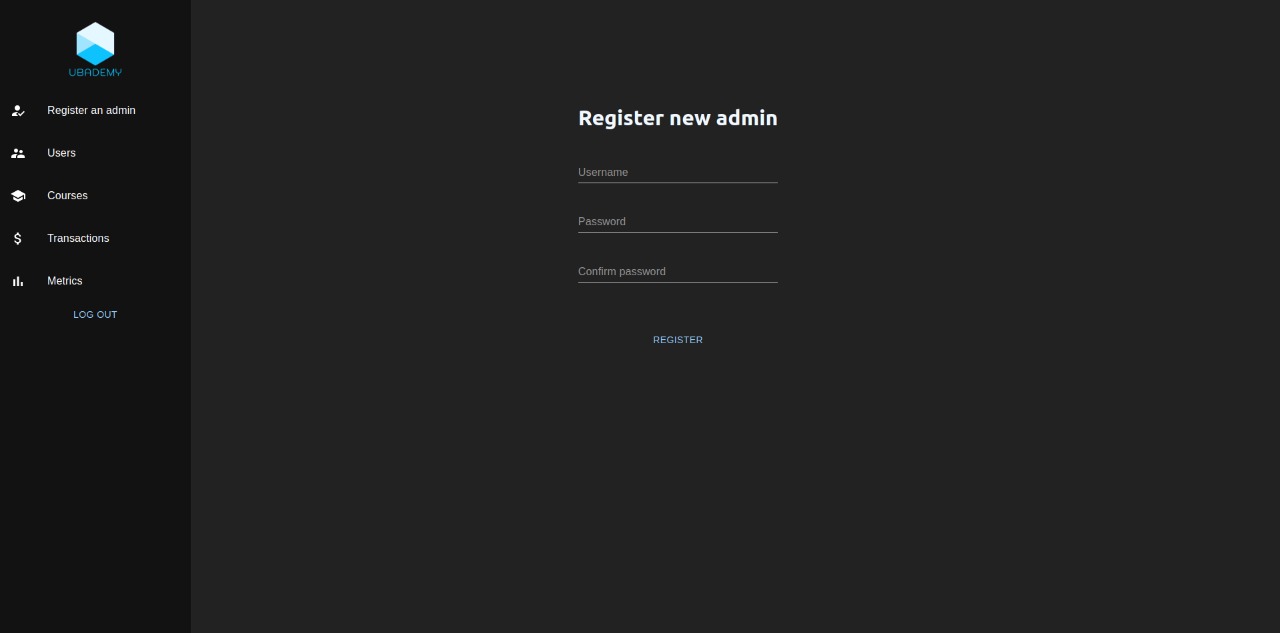 UBADEMY
Register an admin
Users
Courses
Transactions
Metrics
LOG OUT
Register new admin
Username
Password
Confirm password
REGISTER